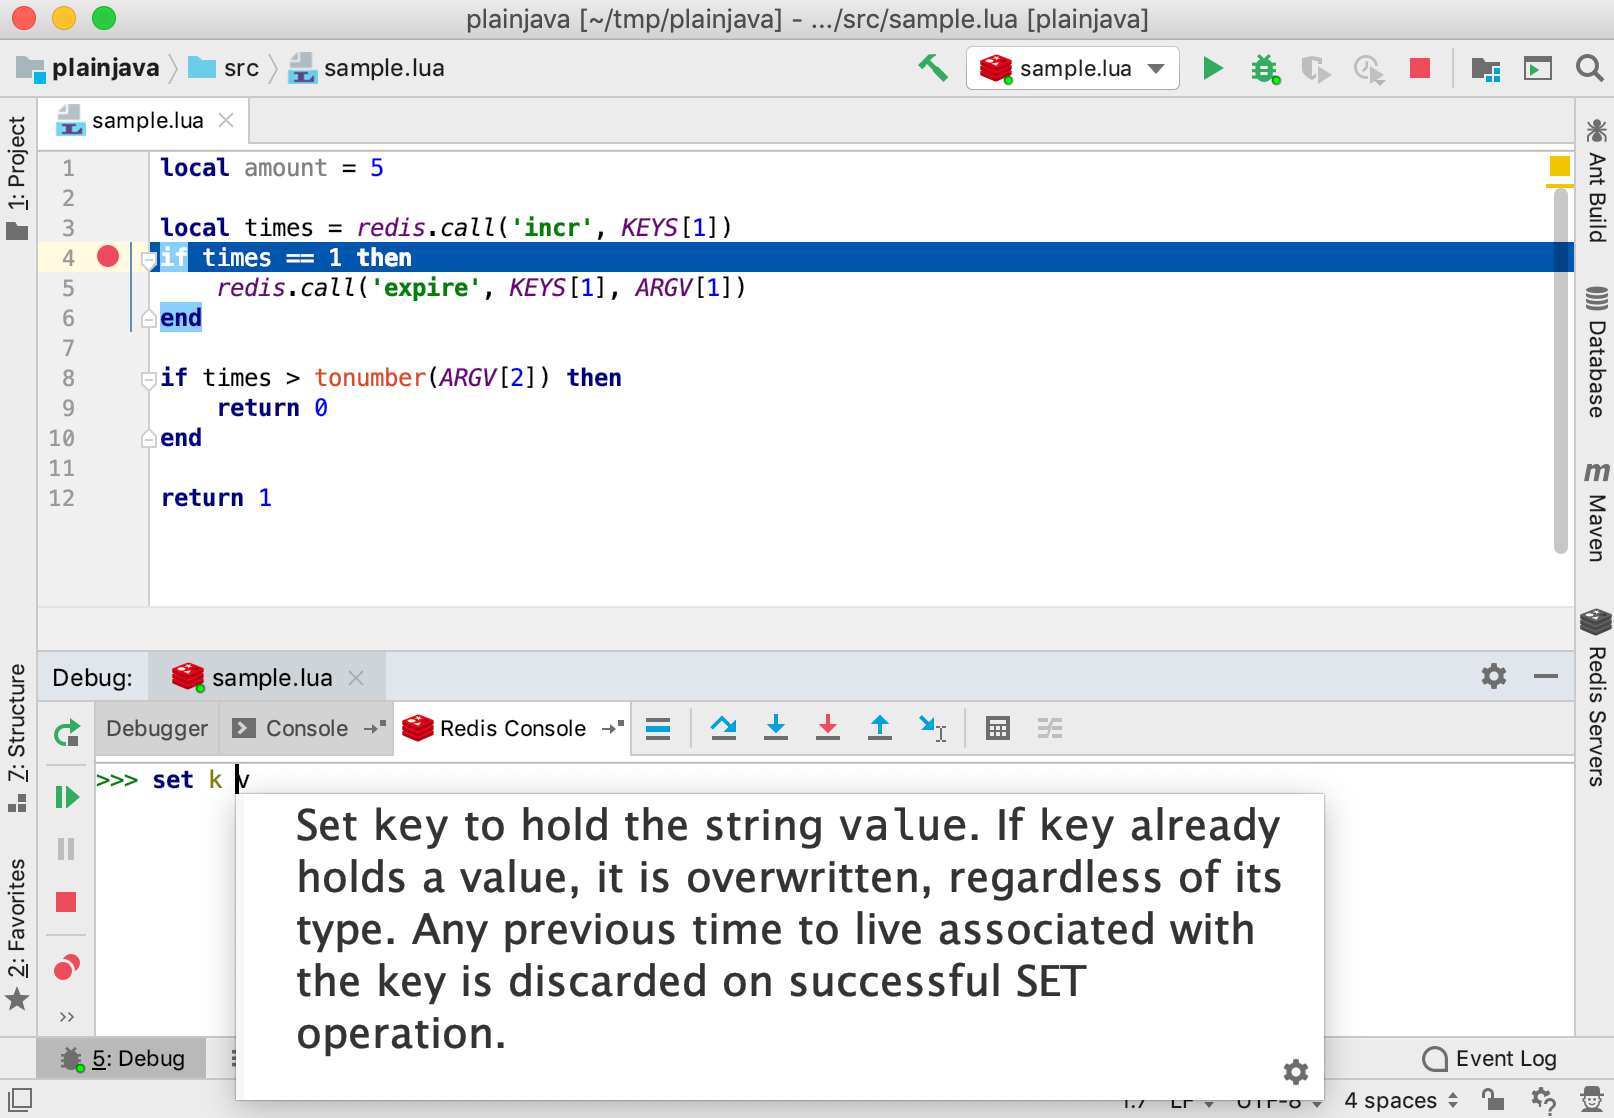 plainjava [~/tmp/plainjava] - .../src/sample.lua [plainjava]
plainjava src sample.lua
sample.lua
sample.lua
1: Project
7: Structure
2: Favorites
1 local amount = 5
2
3 local times = redis.call('incr', KEYS[1])
4 if times == 1 then
5 redis.call('expire', KEYS[1], ARGV[1])
6 end
7
8 if times > tonumber(ARGV[2]) then
9 return 0
10 end
11
12 return 1
Ant Build
Database
m Maven
Redis Servers
Debug: sample.lua
Debugger Console Redis Console
>>> set k v
Set key to hold the string value. If key already
holds a value, it is overwritten, regardless of its
type. Any previous time to live associated with
the key is discarded on successful SET
operation.
5: Debug
Event Log
1:7 LF UTF-8 4 spaces